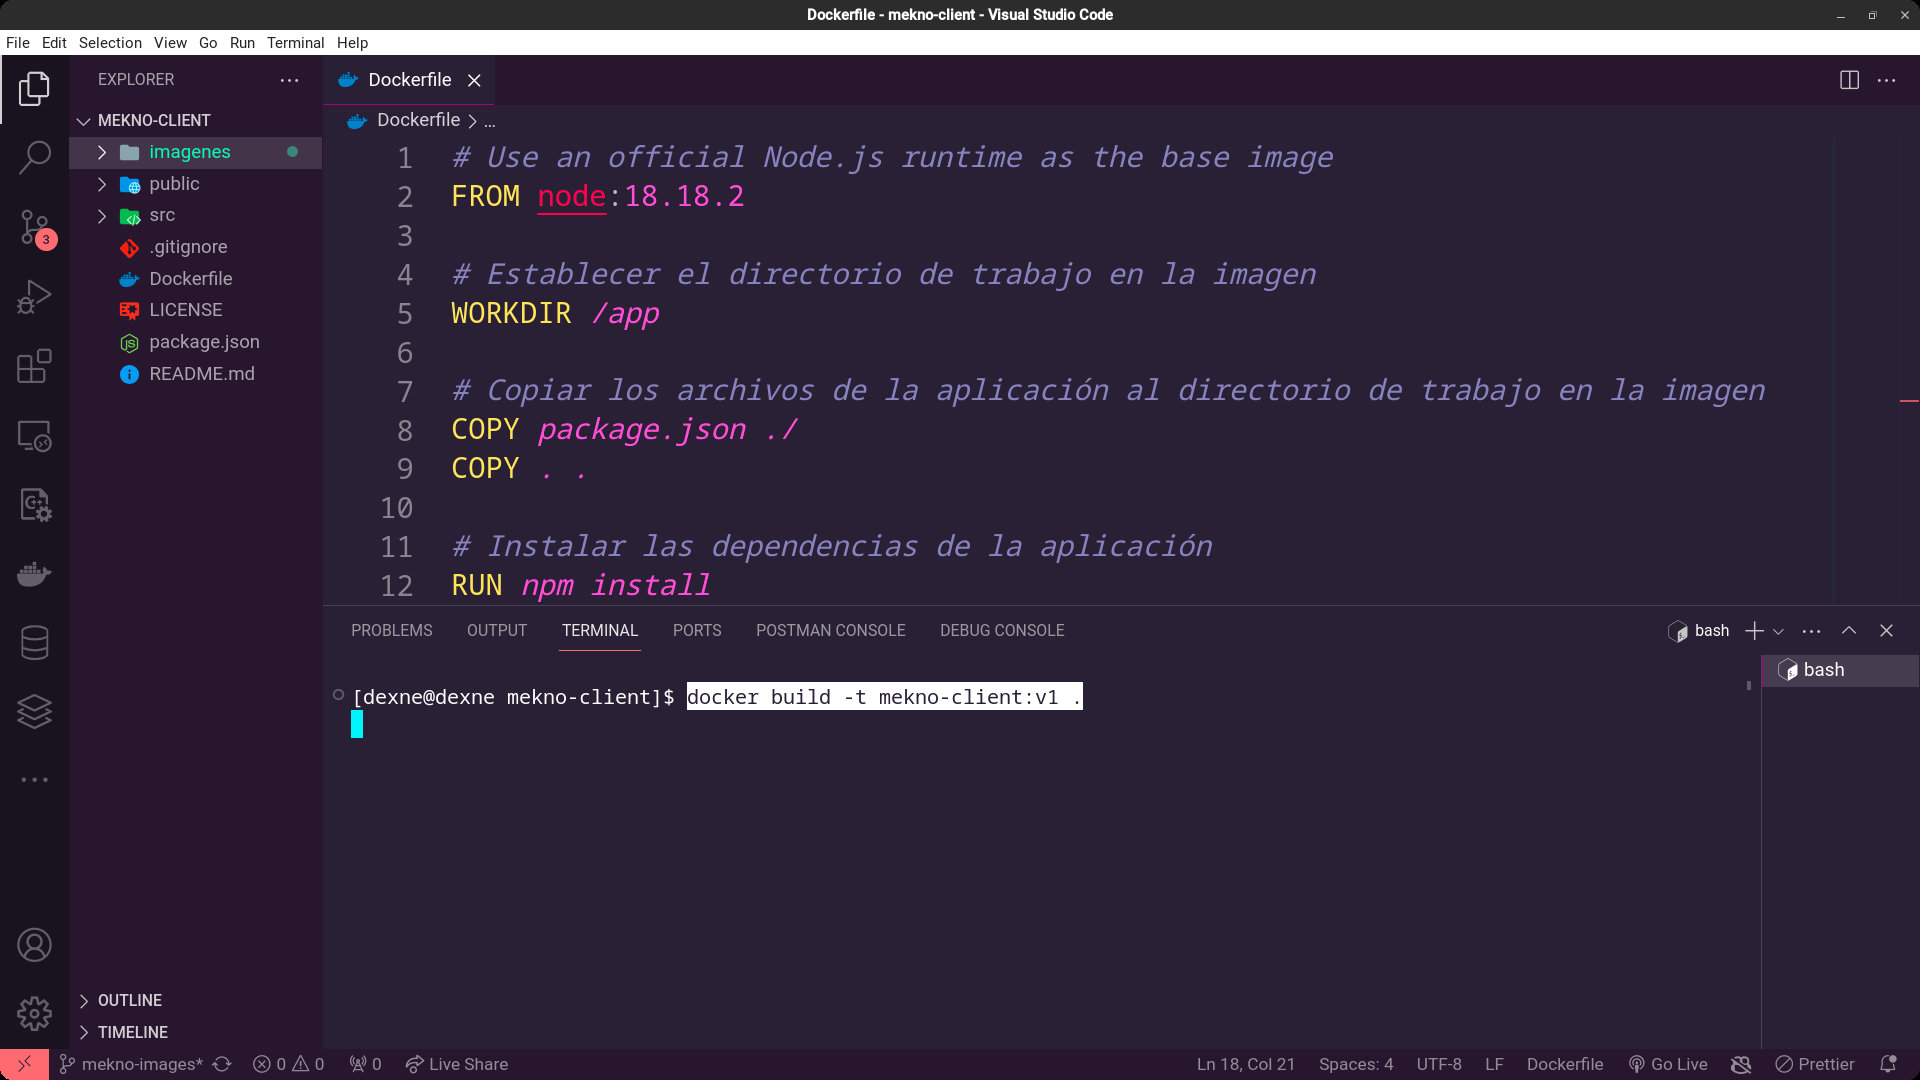 Dockerfile - mekno-client - Visual Studio Code
File Edit Selection View Go Run Terminal Help
EXPLORER
MEKNO-CLIENT
imagenes
public
src
.gitignore
Dockerfile
LICENSE
package.json
README.md
OUTLINE
TIMELINE
3
Dockerfile
Dockerfile > ...
1 # Use an official Node.js runtime as the base image
2 FROM node:18.18.2
3
4 # Establecer el directorio de trabajo en la imagen
5 WORKDIR /app
6
7 # Copiar los archivos de la aplicación al directorio de trabajo en la imagen
8 COPY package.json ./
9 COPY . .
10
11 # Instalar las dependencias de la aplicación
12 RUN npm install
PROBLEMS OUTPUT TERMINAL PORTS POSTMAN CONSOLE DEBUG CONSOLE
bash
[dexne@dexne mekno-client]$ docker build -t mekno-client:v1 .
bash
mekno-images* 0 0 0 Live Share Ln 18, Col 21 Spaces: 4 UTF-8 LF Dockerfile Go Live Prettier